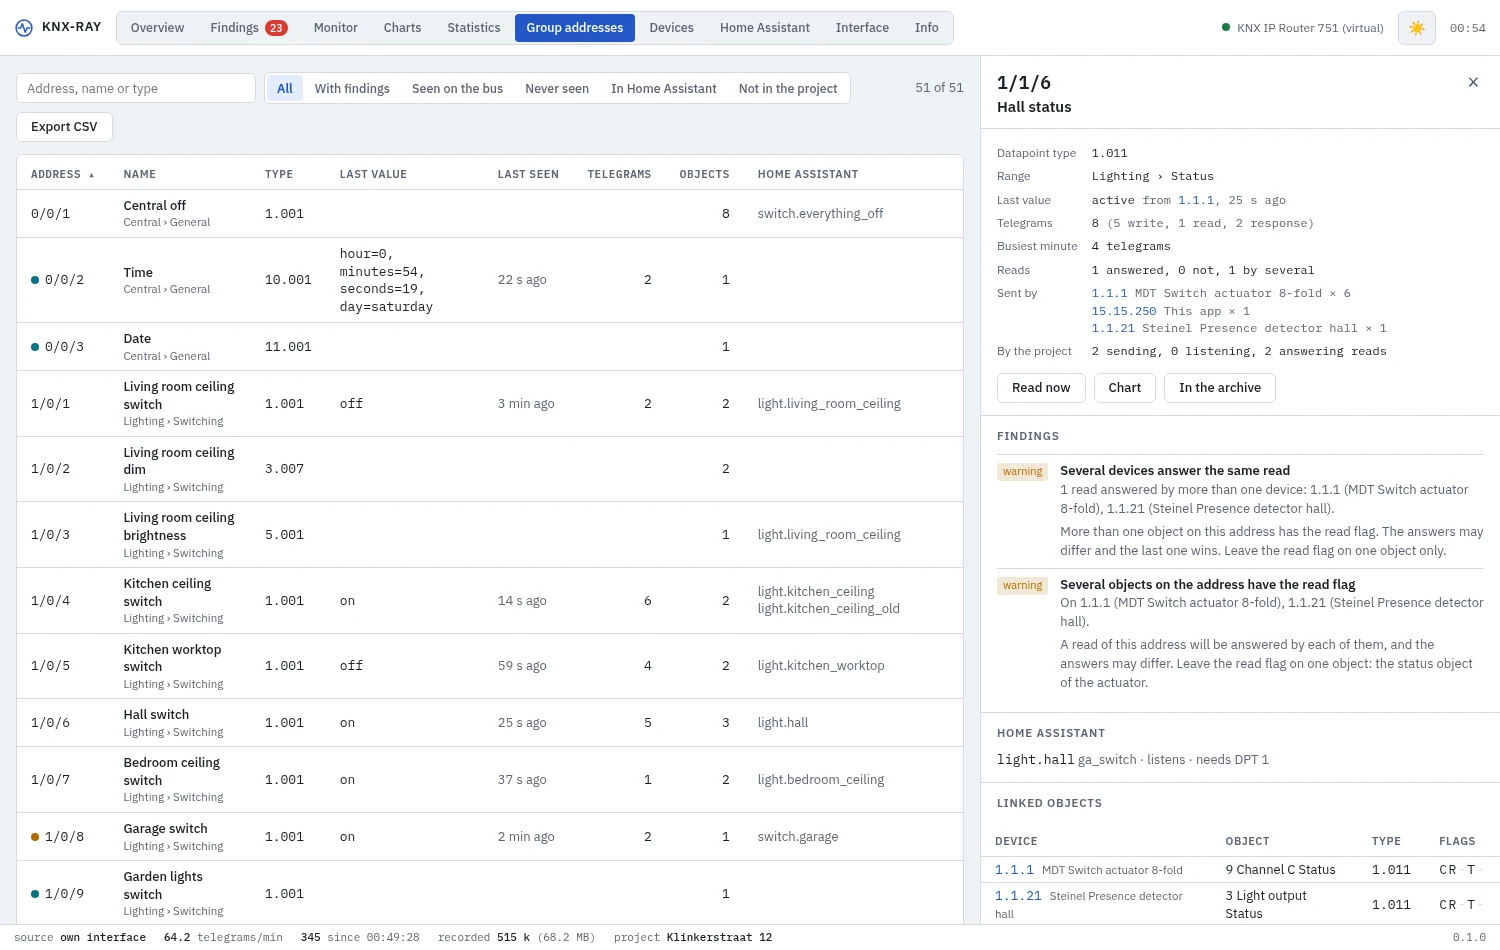 KNX-RAY Overview Findings 23 Monitor Charts Statistics Group addresses Devices Home Assistant Interface Info KNX IP Router 751 (virtual) 00:54
Address, name or type All With findings Seen on the bus Never seen In Home Assistant Not in the project 51 of 51
Export CSV
ADDRESS ▲ NAME TYPE LAST VALUE LAST SEEN TELEGRAMS OBJECTS HOME ASSISTANT
0/0/1 Central off 1.001 8 switch.everything_off
Central › General
0/0/2 Time 10.001 hour=0, 22 s ago 2 1
minutes=54,
seconds=19,
day=saturday
Central › General
0/0/3 Date 11.001 1
Central › General
1/0/1 Living room ceiling 1.001 off 3 min ago 2 2 light.living_room_ceiling
switch
Lighting › Switching
1/0/2 Living room ceiling 3.007 2
dim
Lighting › Switching
1/0/3 Living room ceiling 5.001 1 light.living_room_ceiling
brightness
Lighting › Switching
1/0/4 Kitchen ceiling 1.001 on 14 s ago 6 2 light.kitchen_ceiling
switch light.kitchen_ceiling_old
Lighting › Switching
1/0/5 Kitchen worktop 1.001 off 59 s ago 4 2 light.kitchen_worktop
switch
Lighting › Switching
1/0/6 Hall switch 1.001 on 25 s ago 5 3 light.hall
Lighting › Switching
1/0/7 Bedroom ceiling 1.001 on 37 s ago 1 2 light.bedroom_ceiling
switch
Lighting › Switching
1/0/8 Garage switch 1.001 on 2 min ago 2 1 switch.garage
Lighting › Switching
1/0/9 Garden lights 1.001 1
switch
Lighting › Switching
1/1/6 ×
Hall status
Datapoint type 1.011
Range Lighting › Status
Last value active from 1.1.1, 25 s ago
Telegrams 8 (5 write, 1 read, 2 response)
Busiest minute 4 telegrams
Reads 1 answered, 0 not, 1 by several
Sent by 1.1.1 MDT Switch actuator 8-fold × 6
15.15.250 This app × 1
1.1.21 Steinel Presence detector hall × 1
By the project 2 sending, 0 listening, 2 answering reads
Read now Chart In the archive
FINDINGS
warning Several devices answer the same read
1 read answered by more than one device: 1.1.1 (MDT Switch actuator
8-fold), 1.1.21 (Steinel Presence detector hall).
More than one object on this address has the read flag. The answers may
differ and the last one wins. Leave the read flag on one object only.
warning Several objects on the address have the read flag
On 1.1.1 (MDT Switch actuator 8-fold), 1.1.21 (Steinel Presence detector
hall).
A read of this address will be answered by each of them, and the
answers may differ. Leave the read flag on one object: the status object
of the actuator.
HOME ASSISTANT
light.hall ga_switch · listens · needs DPT 1
LINKED OBJECTS
DEVICE OBJECT TYPE FLAGS
1.1.1 MDT Switch actuator 8-fold 9 Channel C Status 1.011 CR-T-
1.1.21 Steinel Presence detector 3 Light output 1.011 CR-T-
hall Status
source own interface 64.2 telegrams/min 345 since 00:49:28 recorded 515 k (68.2 MB) project Klinkerstraat 12 0.1.0